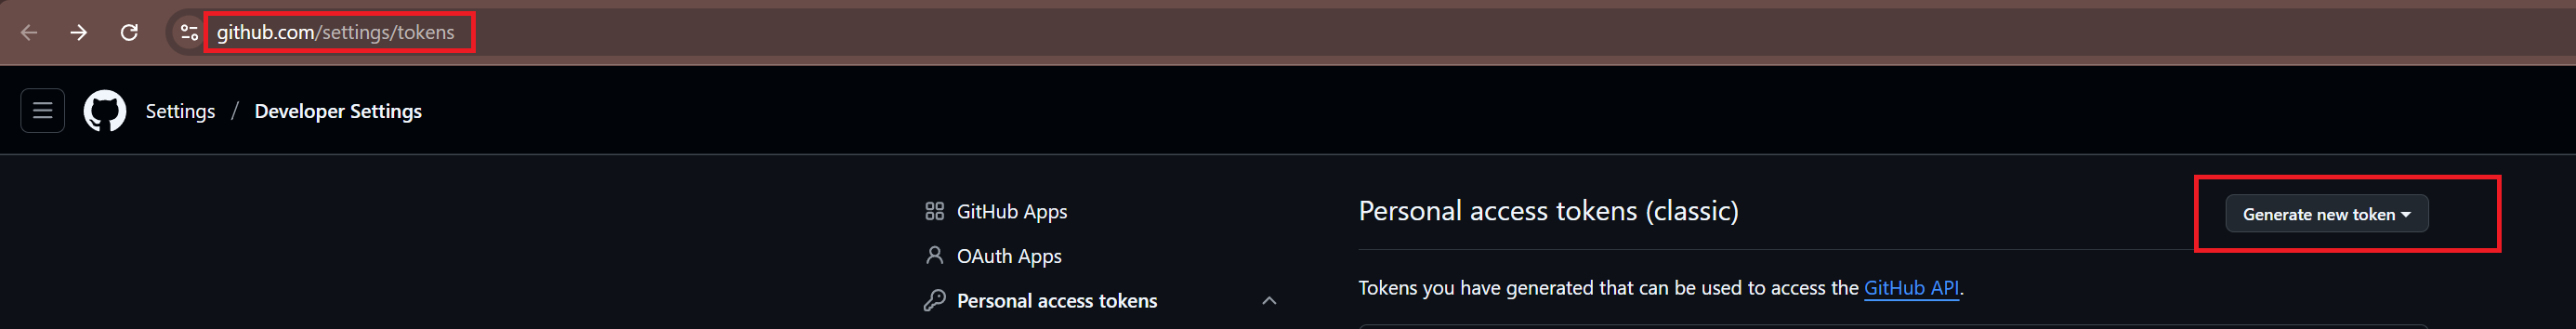 github.com/settings/tokens
Settings / Developer Settings
GitHub Apps
OAuth Apps
Personal access tokens
Personal access tokens (classic)
Generate new token
Tokens you have generated that can be used to access the GitHub API.